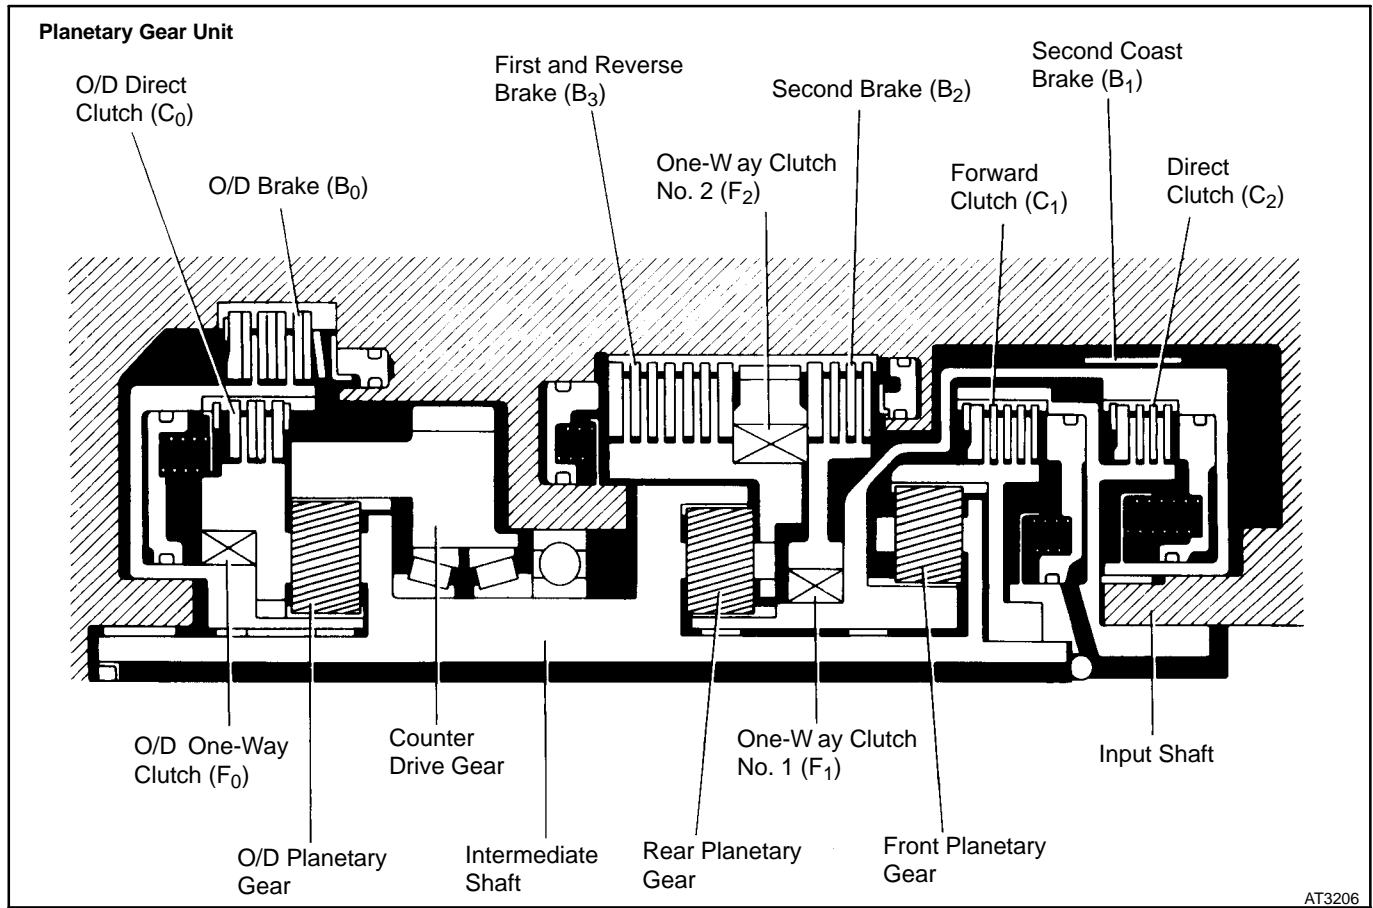 Planetary Gear Unit
O/D Direct
Clutch (C0)
First and Reverse
Brake (B3)
Second Coast
Brake (B1)
Second Brake (B2)
O/D Brake (B0)
One-W ay Clutch
No. 2 (F2)
Forward
Clutch (C1)
Direct
Clutch (C2)
O/D One-Way
Clutch (F0)
Counter
Drive Gear
One-W ay Clutch
No. 1 (F1)
Input Shaft
O/D Planetary
Gear
Intermediate
Shaft
Rear Planetary
Gear
Front Planetary
Gear
AT3206